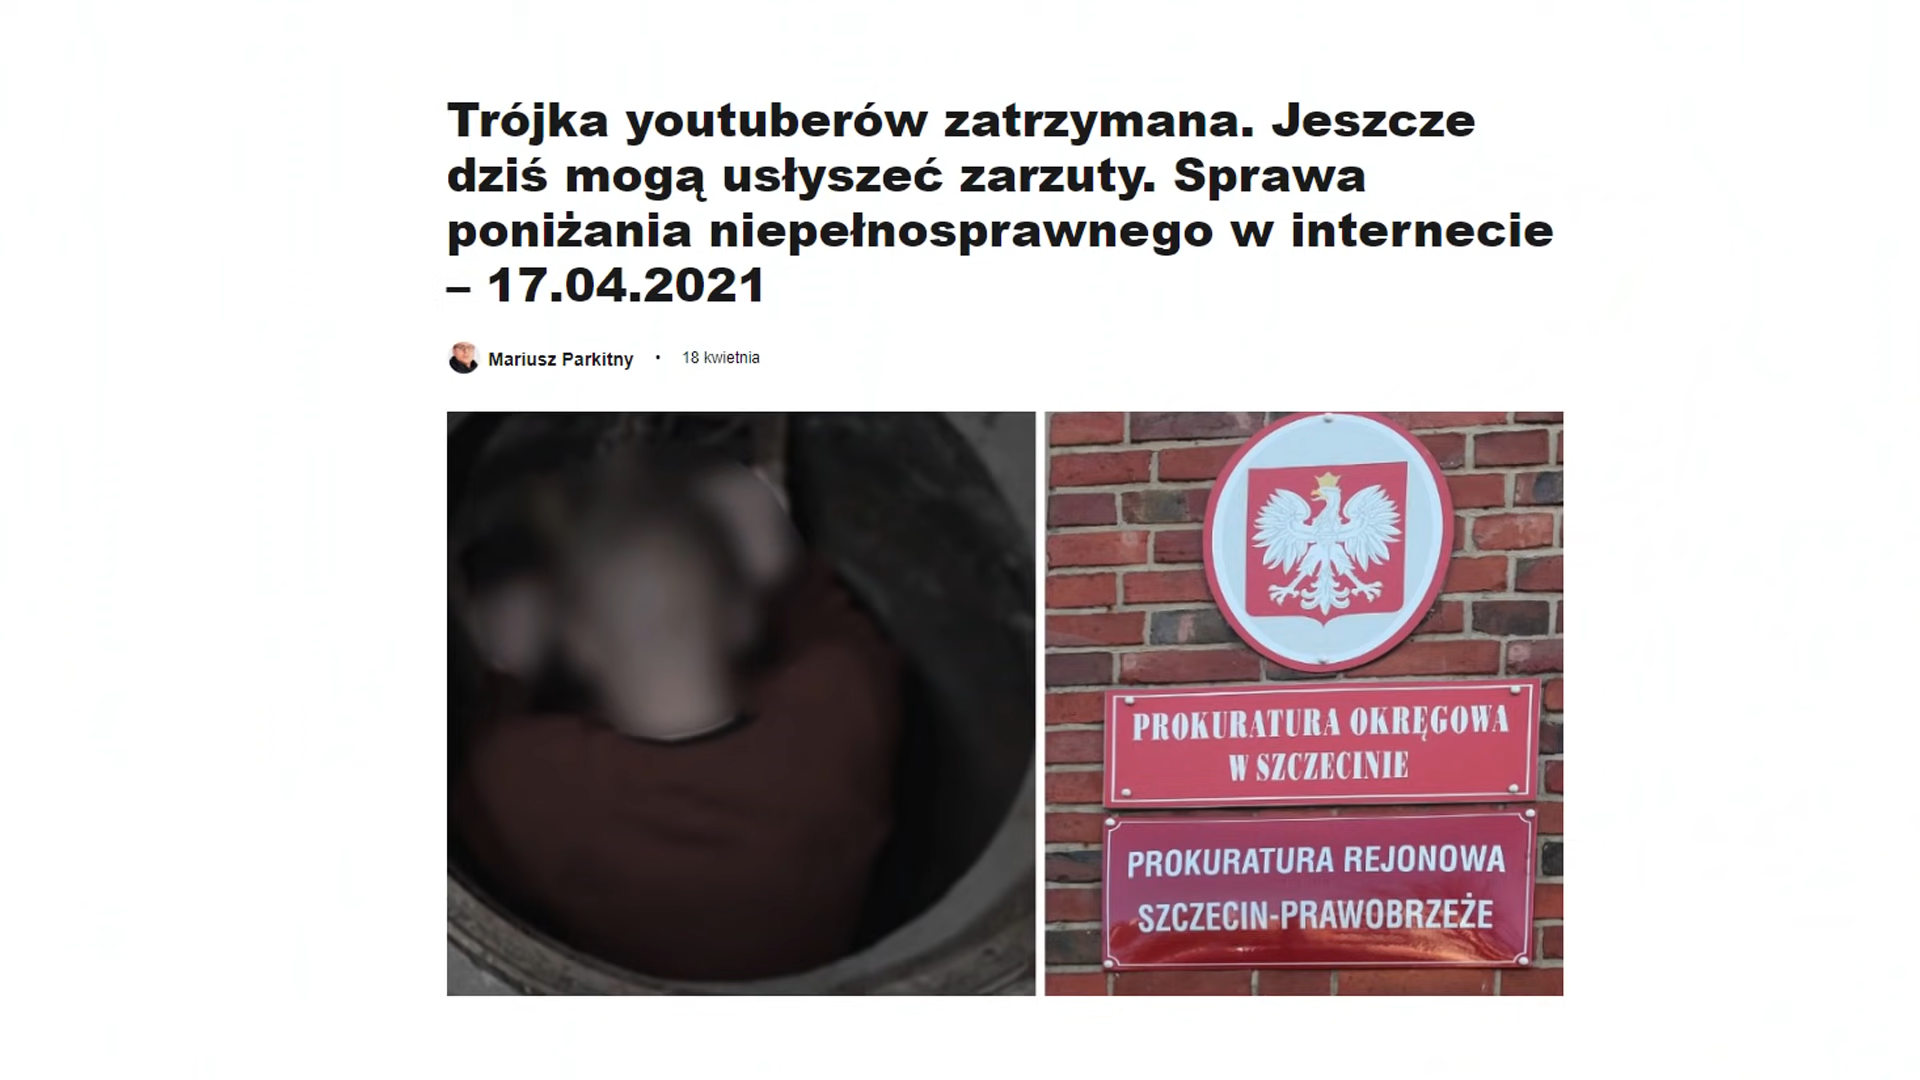 Trójka youtuberów zatrzymana. Jeszcze
dziś mogą usłyszeć zarzuty. Sprawa
poniżania niepełnosprawnego w internecie
– 17.04.2021
Mariusz Parkitny • 18 kwietnia
PROKURATURA OKRĘGOWA
W SZCZECINIE
PROKURATURA REJONOWA
SZCZECIN-PRAWOBRZEŻE